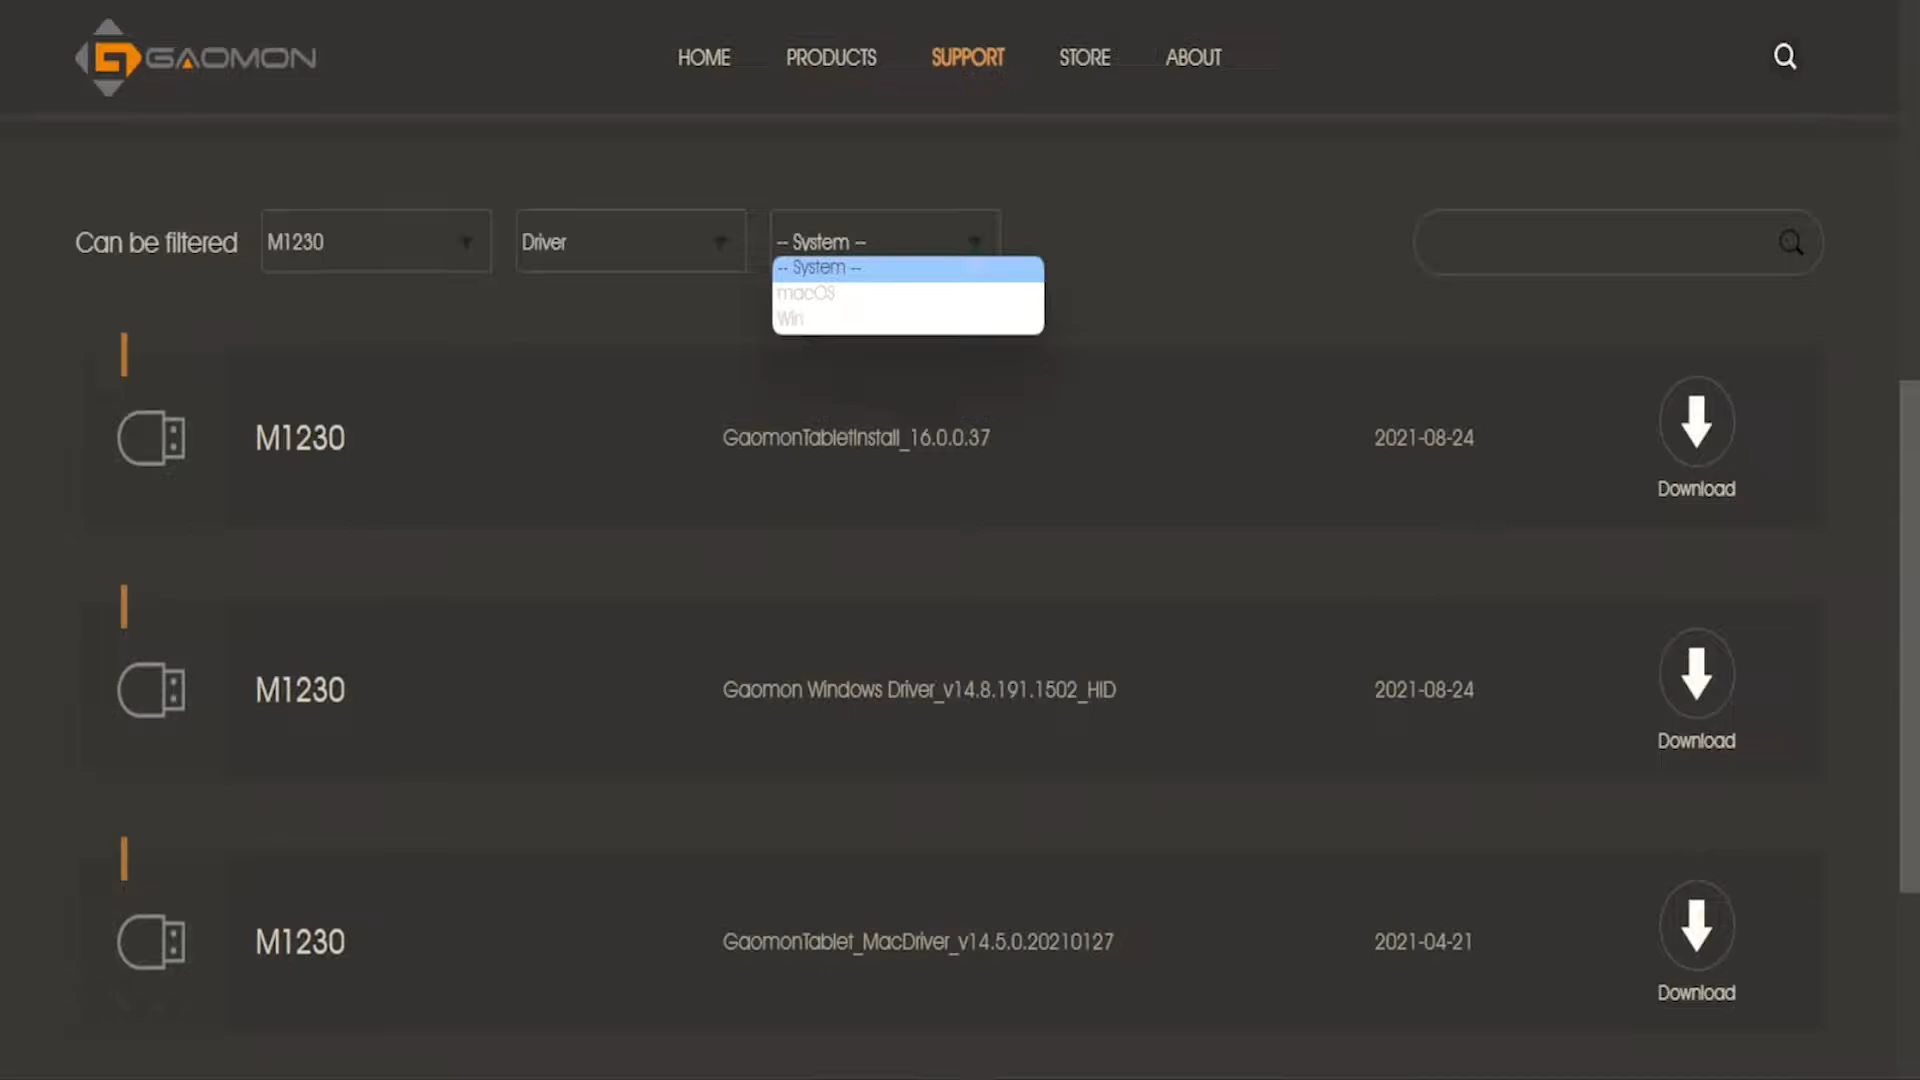 GAOMON
HOME PRODUCTS SUPPORT STORE ABOUT
Can be filtered M1230 Driver -- System --
-- System --
macOS
Win
M1230 GaomonTabletInstall_16.0.0.37 2021-08-24
Download
M1230 Gaomon Windows Driver_v14.8.191.1502_HID 2021-08-24
Download
M1230 GaomonTablet_MacDriver_v14.5.0.20210127 2021-04-21
Download